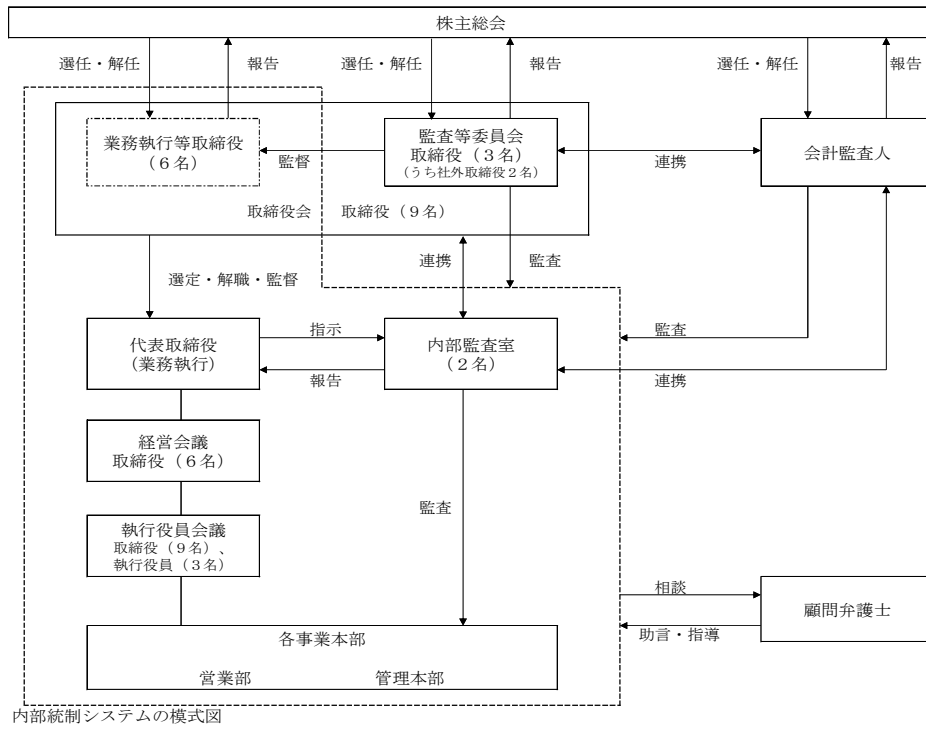 株主総会
選任・解任
報告
選任・解任
報告
選任・解任
報告
業務執行等取締役
（６名）
監督
監査等委員会
取締役（３名）
（うち社外取締役２名）
連携
会計監査人
取締役会　取締役（９名）
選定・解職・監督
連携
監査
代表取締役
(業務執行)
指示
報告
内部監査室
（２名）
監査
連携
経営会議
取締役（６名）
執行役員会議
取締役（９名）、
執行役員（３名）
監査
相談
助言・指導
顧問弁護士
各事業本部
営業部　管理本部
内部統制システムの模式図